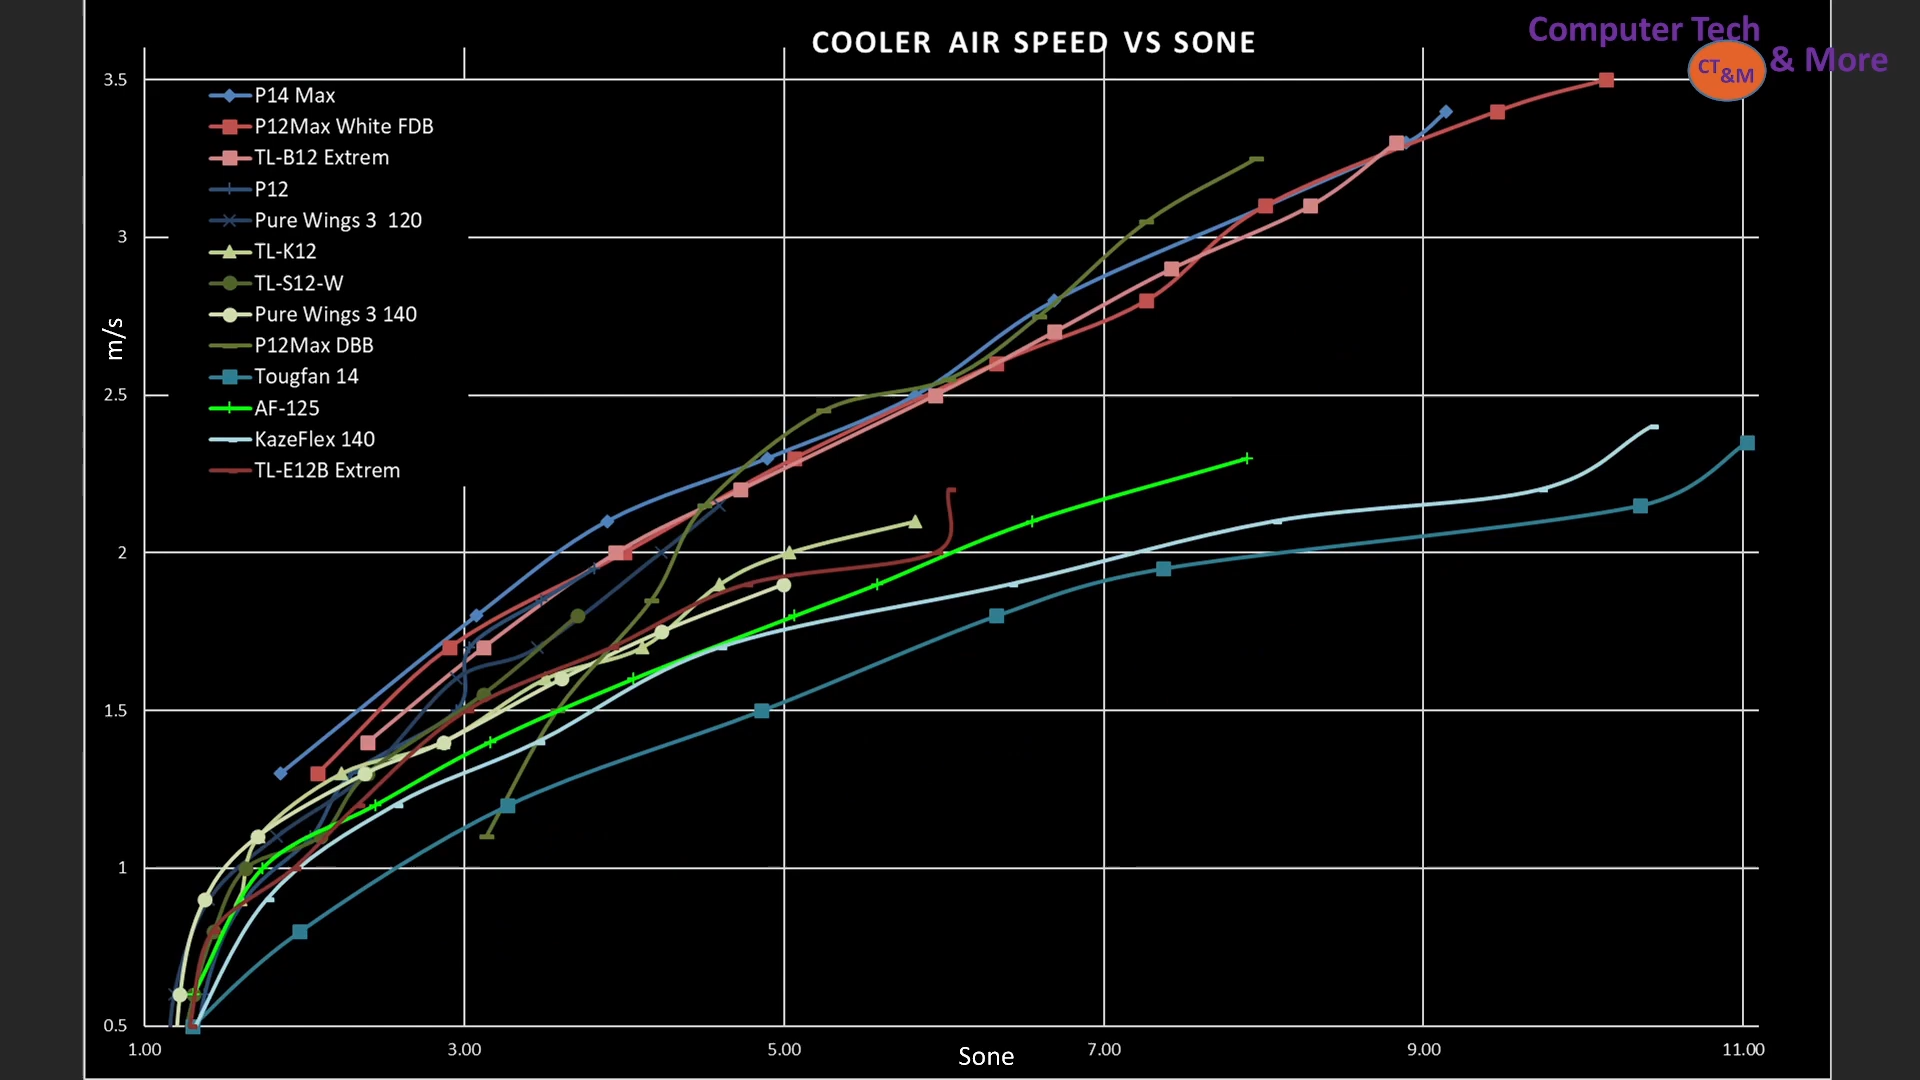 COOLER AIR SPEED VS SONE
Computer Tech
& More
CT
&M
3.5
3
2.5
2
1.5
1
0.5
m/s
P14 Max
P12Max White FDB
TL-B12 Extrem
P12
Pure Wings 3 120
TL-K12
TL-S12-W
Pure Wings 3 140
P12Max DBB
Tougfan 14
AF-125
KazeFlex 140
TL-E12B Extrem
1.00 3.00 5.00 7.00 9.00 11.00
Sone